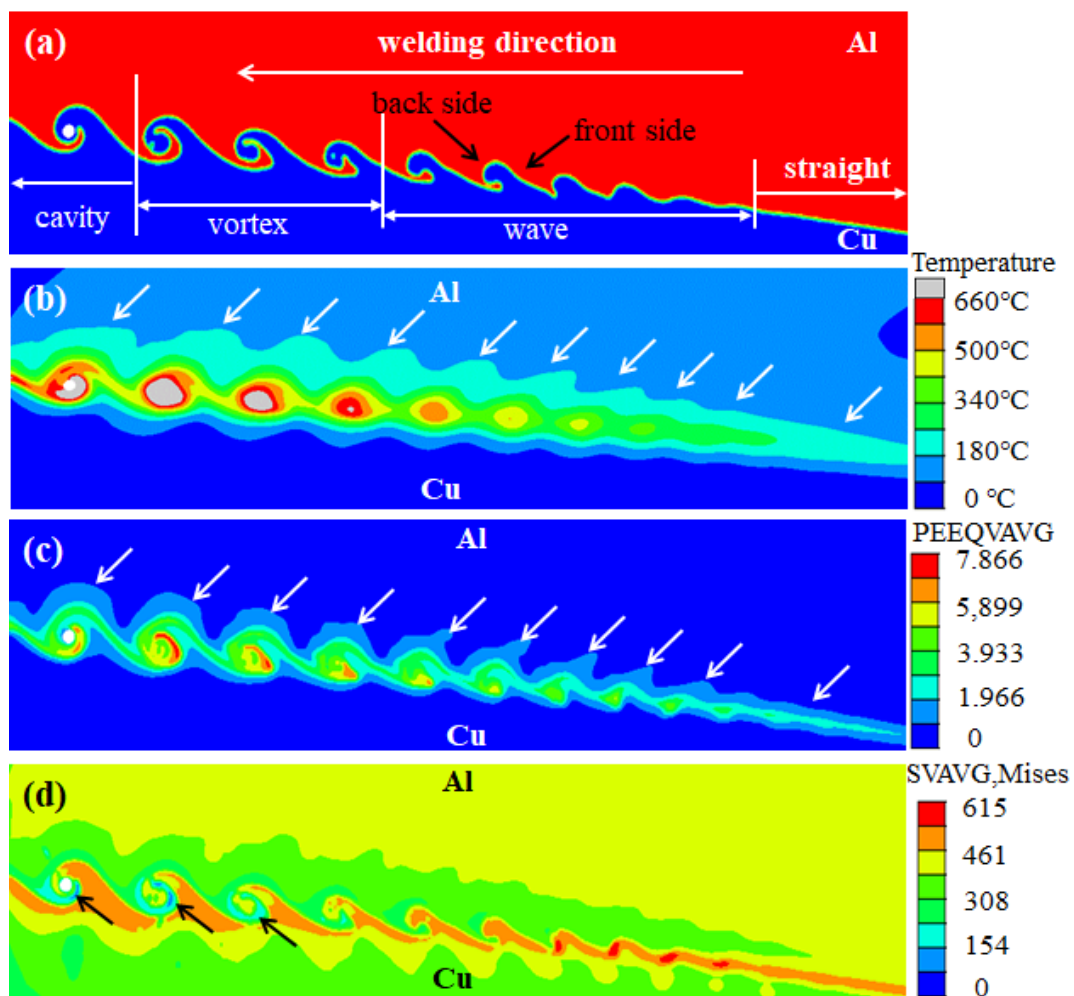 (a)
welding direction
Al
back side
front side
straight
cavity
vortex
wave
Cu
(b)
Al
Cu
Temperature
660°C
500°C
340°C
180°C
0 °C
(c)
Al
Cu
PEEQVAVG
7.866
5,899
3.933
1.966
0
(d)
Al
Cu
SVAVG,Mises
615
461
308
154
0